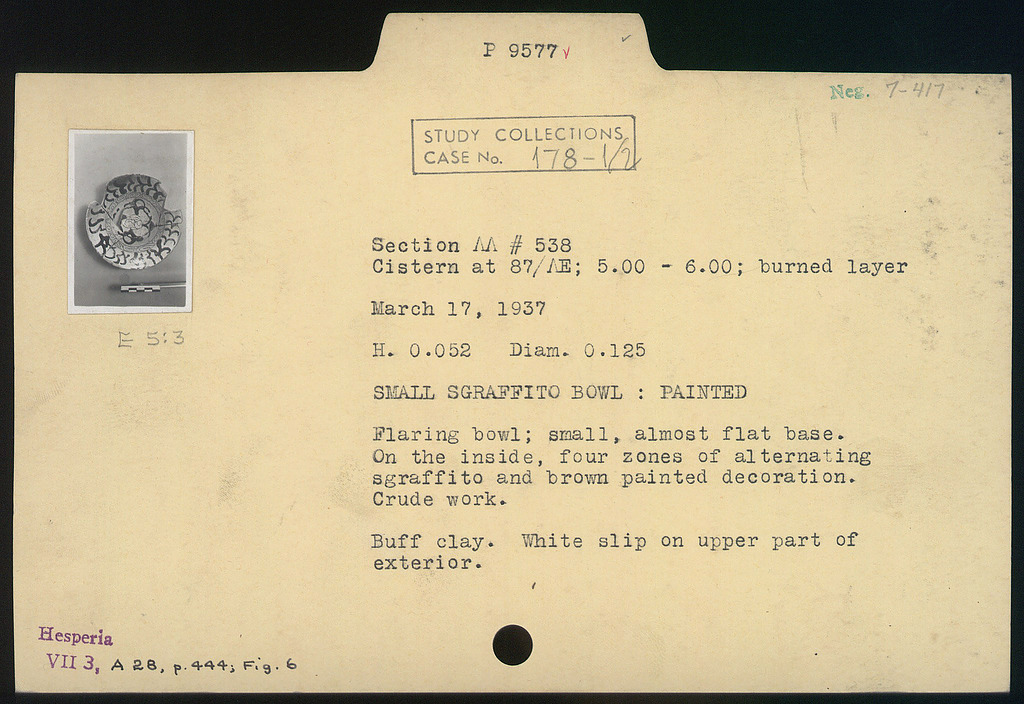 P 9577 v
Neg. 7-417
STUDY COLLECTIONS
CASE No. 178-1/2
Section ΛΛ # 538
Cistern at 87/ΛE; 5.00 - 6.00; burned layer
March 17, 1937
E 5:3
H. 0.052 Diam. 0.125
SMALL SGRAFFITO BOWL : PAINTED
Flaring bowl; small, almost flat base.
On the inside, four zones of alternating
sgraffito and brown painted decoration.
Crude work.
Buff clay. White slip on upper part of
exterior.
Hesperia
VII 3, A 28, p. 444; Fig. 6